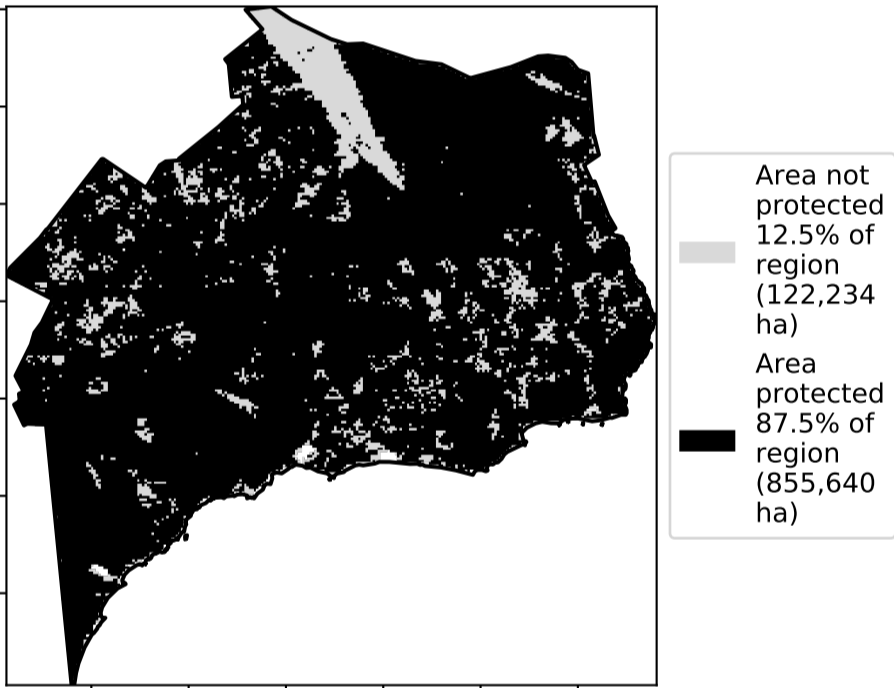 Area not
protected
12.5% of
region
(122,234
ha)
Area
protected
87.5% of
region
(855,640
ha)